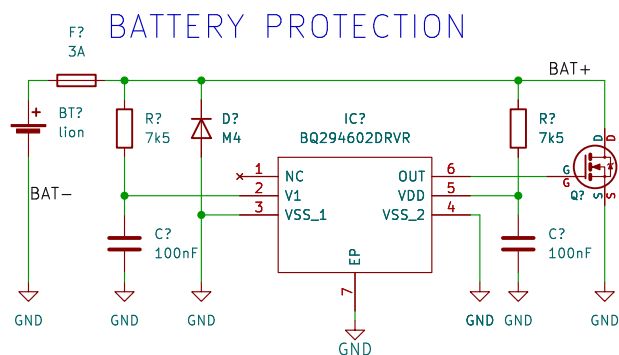 BATTERY PROTECTION
F?
3A
BAT+
BT?
lion
R?
7k5
D?
M4
IC?
BQ294602DRVR
R?
7k5
D D
1 NC OUT 6
2 V1 VDD 5
3 VSS_1 VSS_2 4
G
G
Q?
S S
BAT-
C?
100nF
EP
7
C?
100nF
GND GND GND GND GND GND
GND